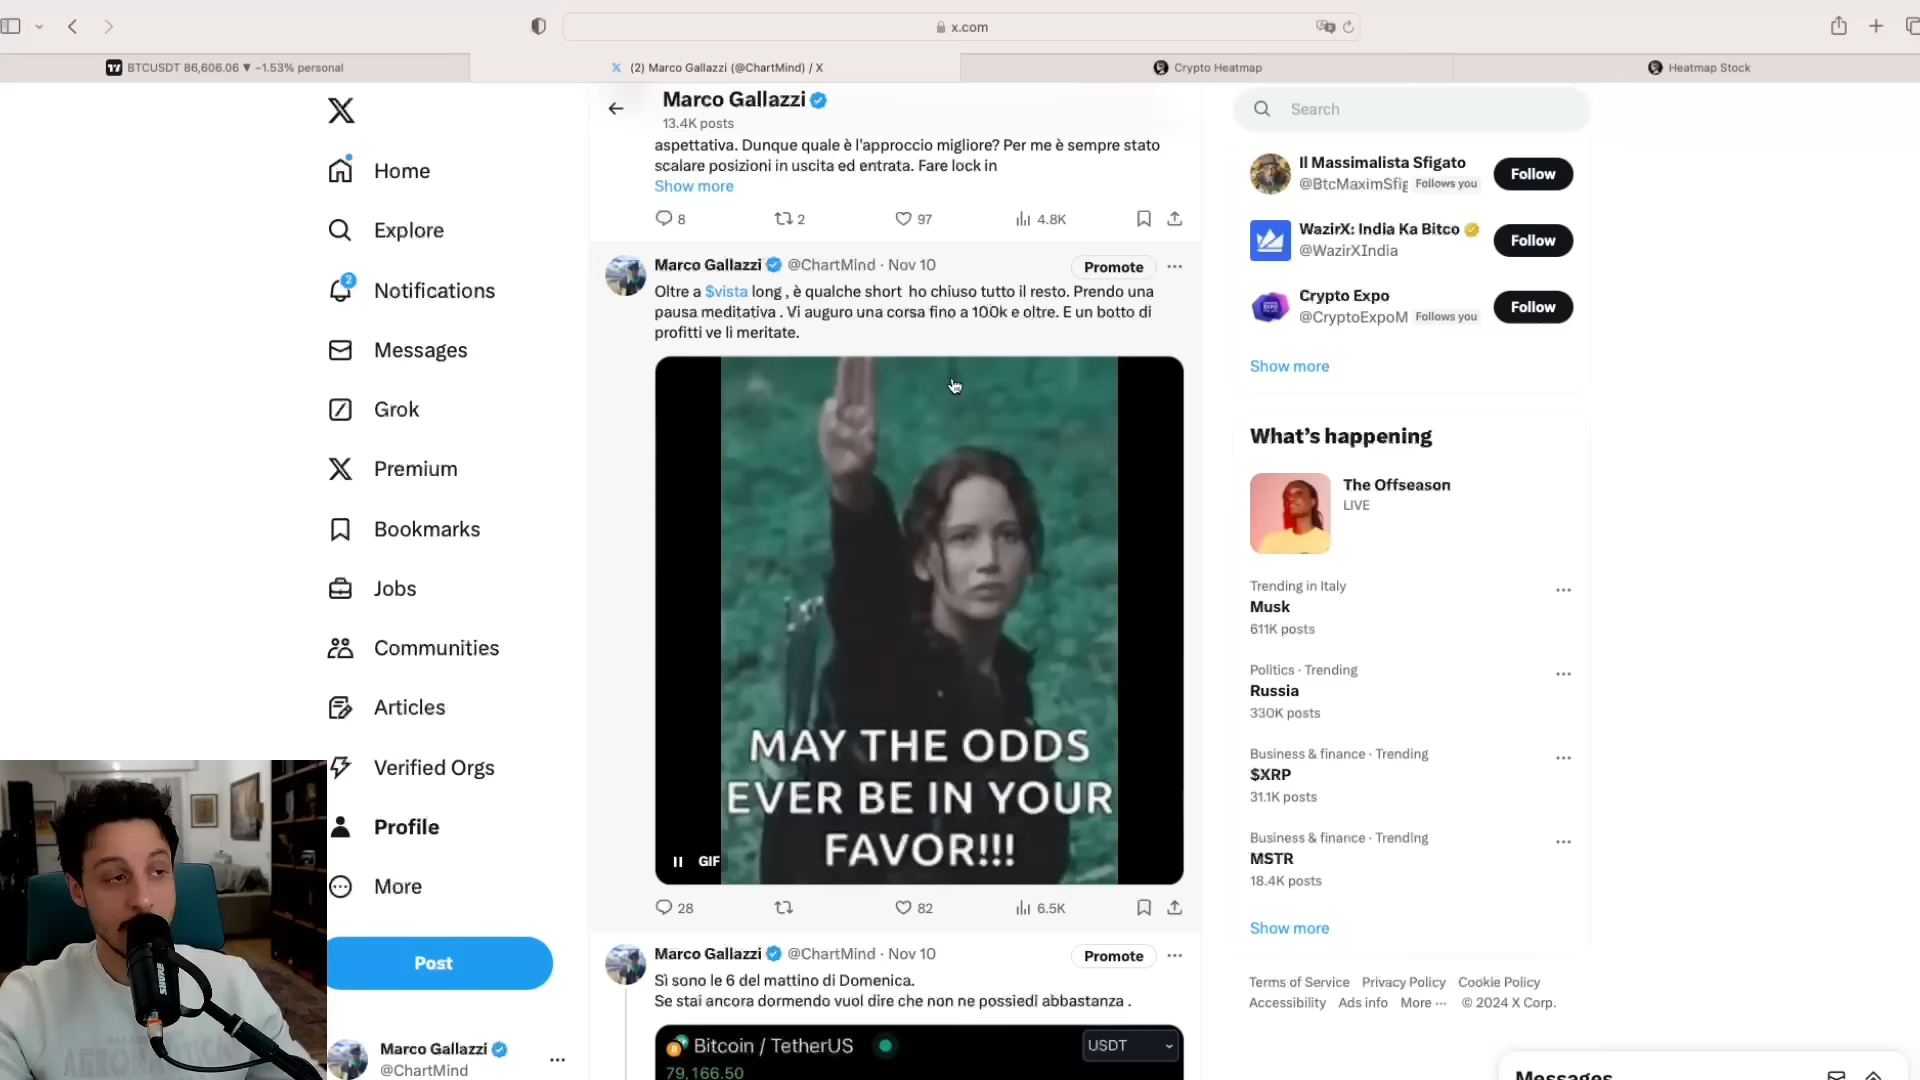 x.com
BTCUSDT 86,606.06 ▼ −1.53% personal
(2) Marco Gallazzi (@ChartMind) / X
Crypto Heatmap
Heatmap Stock
Home
Explore
2
Notifications
Messages
Grok
Premium
Bookmarks
Jobs
Communities
Articles
Verified Orgs
Profile
More
Post
Marco Gallazzi
@ChartMind
Marco Gallazzi
13.4K posts
aspettativa. Dunque quale è l'approccio migliore? Per me è sempre stato
scalare posizioni in uscita ed entrata. Fare lock in
Show more
8 2 97 4.8K
Marco Gallazzi @ChartMind · Nov 10
Promote
Oltre a $vista long , è qualche short ho chiuso tutto il resto. Prendo una
pausa meditativa . Vi auguro una corsa fino a 100k e oltre. E un botto di
profitti ve li meritate.
MAY THE ODDS
EVER BE IN YOUR
FAVOR!!!
GIF
28 82 6.5K
Marco Gallazzi @ChartMind · Nov 10
Promote
Sì sono le 6 del mattino di Domenica.
Se stai ancora dormendo vuol dire che non ne possiedi abbastanza .
Bitcoin / TetherUS
USDT
79,166.50
Search
Il Massimalista Sfigato
@BtcMaximSfig Follows you
Follow
WazirX: India Ka Bitco
@WazirXIndia
Follow
Crypto Expo
@CryptoExpoM Follows you
Follow
Show more
What's happening
The Offseason
LIVE
Trending in Italy
Musk
611K posts
Politics · Trending
Russia
330K posts
Business & finance · Trending
$XRP
31.1K posts
Business & finance · Trending
MSTR
18.4K posts
Show more
Terms of Service Privacy Policy Cookie Policy
Accessibility Ads info More ··· © 2024 X Corp.
Messages
SHURE